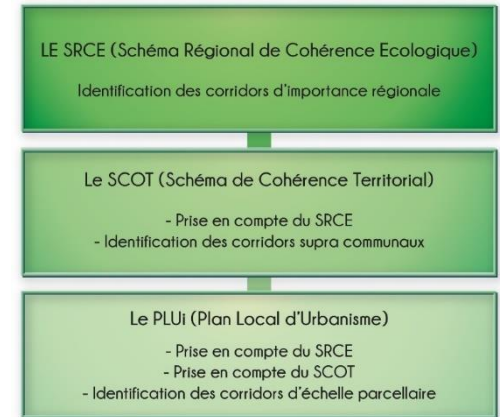 LE SRCE (Schéma Régional de Cohérence Ecologique)
Identification des corridors d'importance régionale
Le SCOT (Schéma de Cohérence Territorial)
- Prise en compte du SRCE
- Identification des corridors supra communaux
Le PLUi (Plan Local d'Urbanisme)
- Prise en compte du SRCE
- Prise en compte du SCOT
- Identification des corridors d'échelle parcellaire